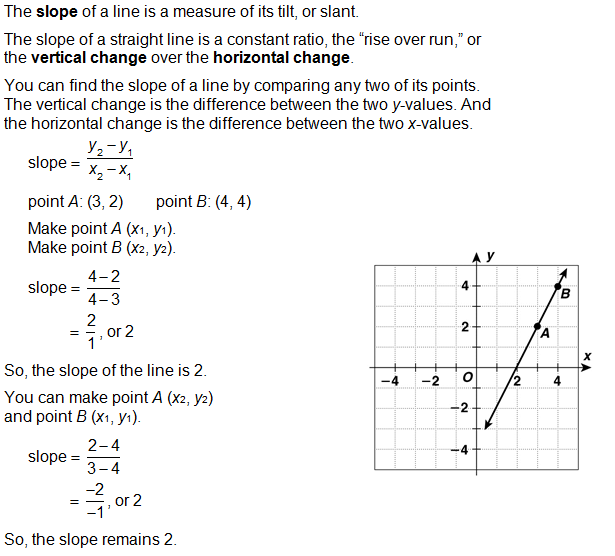 The slope of a line is a measure of its tilt, or slant.
The slope of a straight line is a constant ratio, the “rise over run,” or
the vertical change over the horizontal change.
You can find the slope of a line by comparing any two of its points.
The vertical change is the difference between the two y-values. And
the horizontal change is the difference between the two x-values.
slope = (y₂ − y₁)/(x₂ − x₁)
point A: (3, 2) point B: (4, 4)
Make point A (x₁, y₁).
Make point B (x₂, y₂).
slope = (4 − 2)/(4 − 3)
= 2/1, or 2
So, the slope of the line is 2.
You can make point A (x₂, y₂)
and point B (x₁, y₁).
slope = (2 − 4)/(3 − 4)
= −2/−1, or 2
So, the slope remains 2.
y
4
B
2
A
x
−4 −2 O 2 4
−2
−4